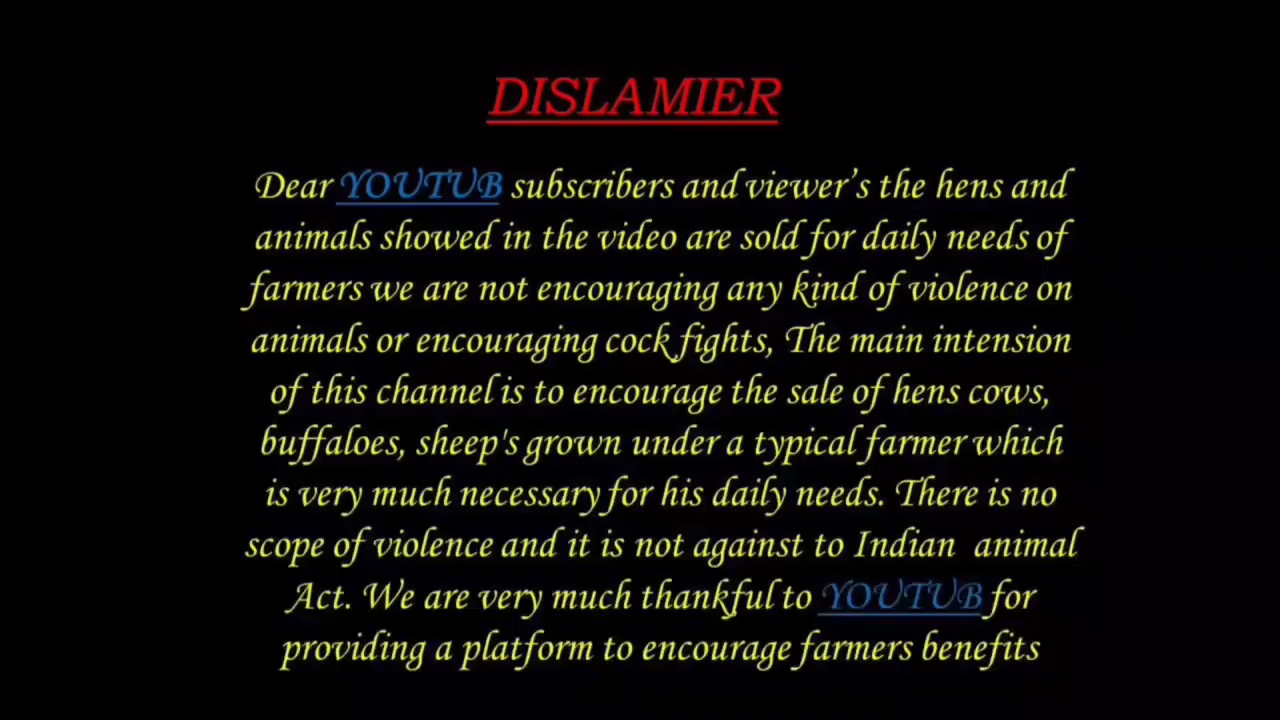 DISLAMIER
Dear YOUTUB subscribers and viewer's the hens and
animals showed in the video are sold for daily needs of
farmers we are not encouraging any kind of violence on
animals or encouraging cock fights, The main intension
of this channel is to encourage the sale of hens cows,
buffaloes, sheep's grown under a typical farmer which
is very much necessary for his daily needs. There is no
scope of violence and it is not against to Indian animal
Act. We are very much thankful to YOUTUB for
providing a platform to encourage farmers benefits